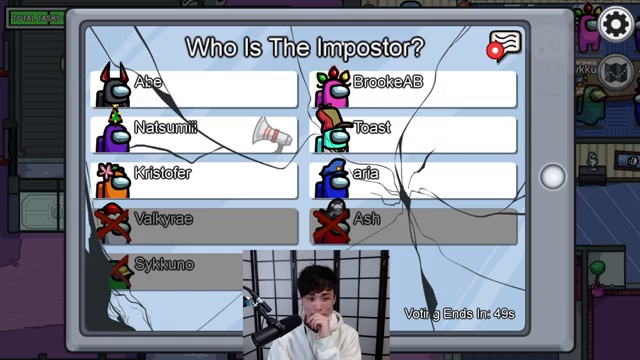 TOTAL TASKS
Who Is The Impostor?
Abe
BrookeAB
Natsumiii
Toast
Kristofer
aria
Valkyrae
Ash
Sykkuno
Voting Ends In: 49s